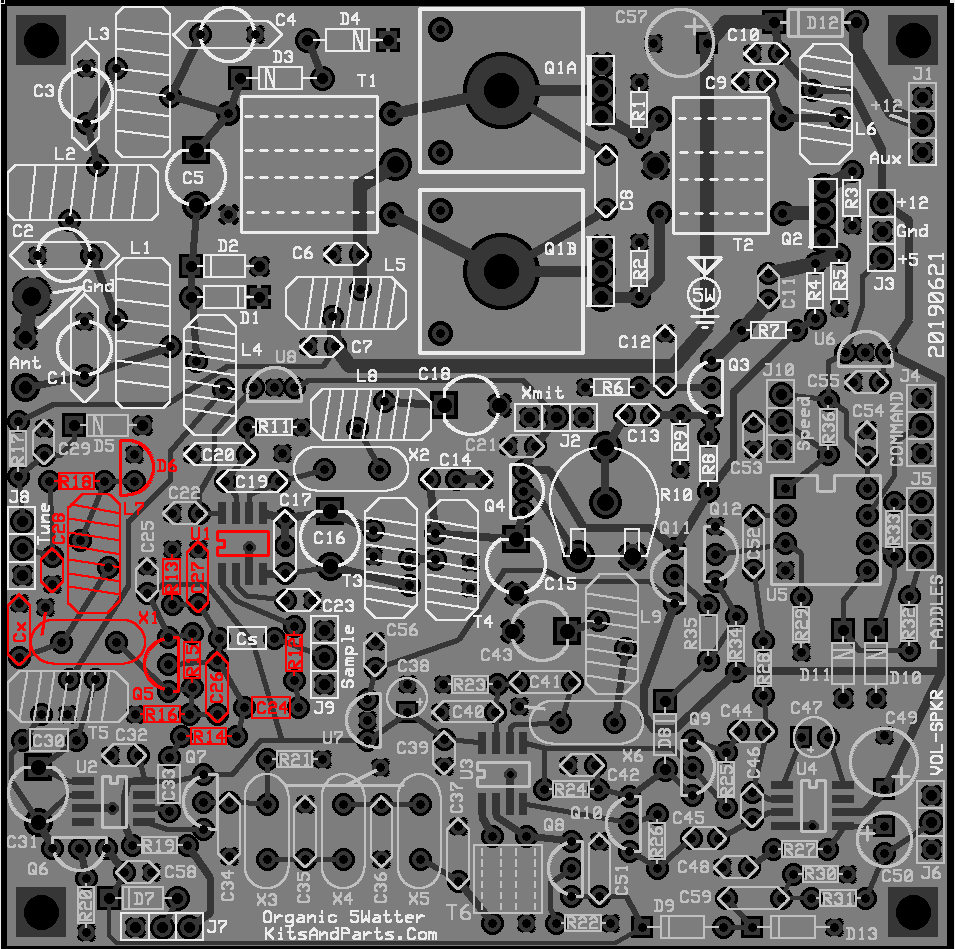 L3
C4
D4
C57
C10
D12
D3
T1
Q1A
C3
C9
J1
R1
+12
L6
Aux
L2
C5
C8
R3
+12
Gnd
+5
J3
C2
L1
D2
C6
L5
Q1B
R2
T2
Q2
Gnd
D1
5W
C11
R4
R5
20190621
Ant
C1
L4
U8
C7
C12
R7
U6
Q3
L8
C18
R6
J10
C55
J4
Xmit
J2
C13
Speed
R36
C54
COMMAND
R17
C29
D5
R11
C21
R9
R8
C53
C20
X2
D6
R18
C19
C14
Q4
R10
J5
J8
Tune
C28
L7
C22
U1
C17
C16
Q11
Q12
C52
R33
C25
R13
C27
T3
C15
U5
Cx
X1
C23
T4
L9
R35
R34
R29
R32
PADDLES
Cs
R12
Sample
C56
C43
R28
D11
D10
Q5
R15
C26
C38
R23
C41
R16
C24
J9
C40
T5
C30
C32
R14
U7
C39
X6
D8
Q9
C44
C47
C49
VOL-SPKR
U2
C33
Q7
R21
U3
C42
R25
C46
U4
R24
C37
Q10
C31
Q6
R19
Q8
R26
C45
R27
C50
J6
C58
C34
X3
C35
X4
C36
X5
C51
C48
R30
R20
D7
J7
T6
R22
D9
C59
R31
D13
Organic 5Watter
KitsAndParts.Com